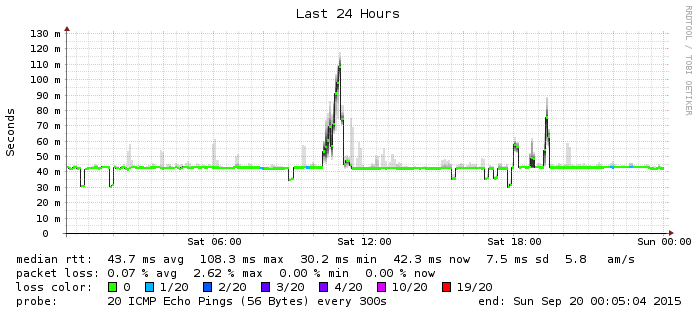 Last 24 Hours
RRDTOOL / TOBI OETIKER
Seconds
130 m
120 m
110 m
100 m
90 m
80 m
70 m
60 m
50 m
40 m
30 m
20 m
10 m
0
Sat 06:00 Sat 12:00 Sat 18:00 Sun 00:00
median rtt: 43.7 ms avg 108.3 ms max 30.2 ms min 42.3 ms now 7.5 ms sd 5.8 am/s
packet loss: 0.07 % avg 2.62 % max 0.00 % min 0.00 % now
loss color: 0 1/20 2/20 3/20 4/20 10/20 19/20
probe: 20 ICMP Echo Pings (56 Bytes) every 300s end: Sun Sep 20 00:05:04 2015